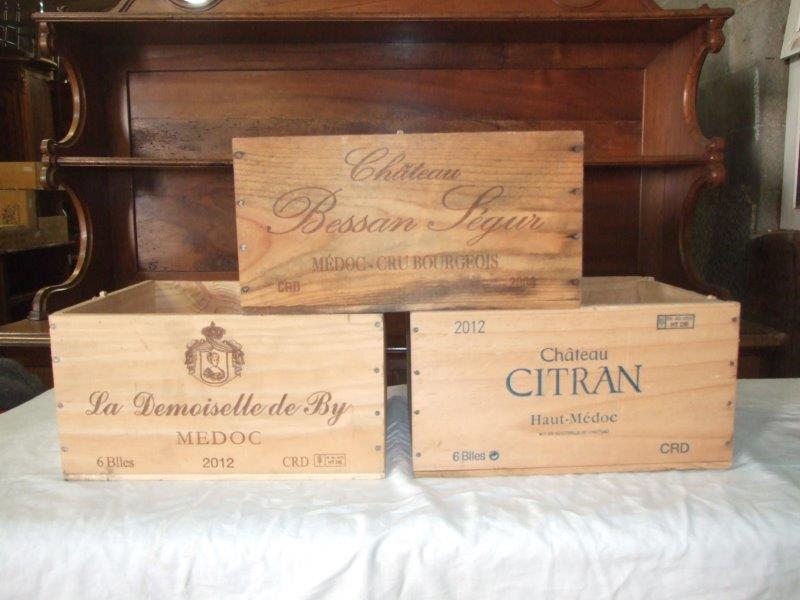 Château
Bessan Ségur
MÉDOC - CRU BOURGEOIS
CRD
La Demoiselle de By
MEDOC
6 Blles 2012 CRD
2012
Château
CITRAN
Haut-Médoc
6 Blles CRD